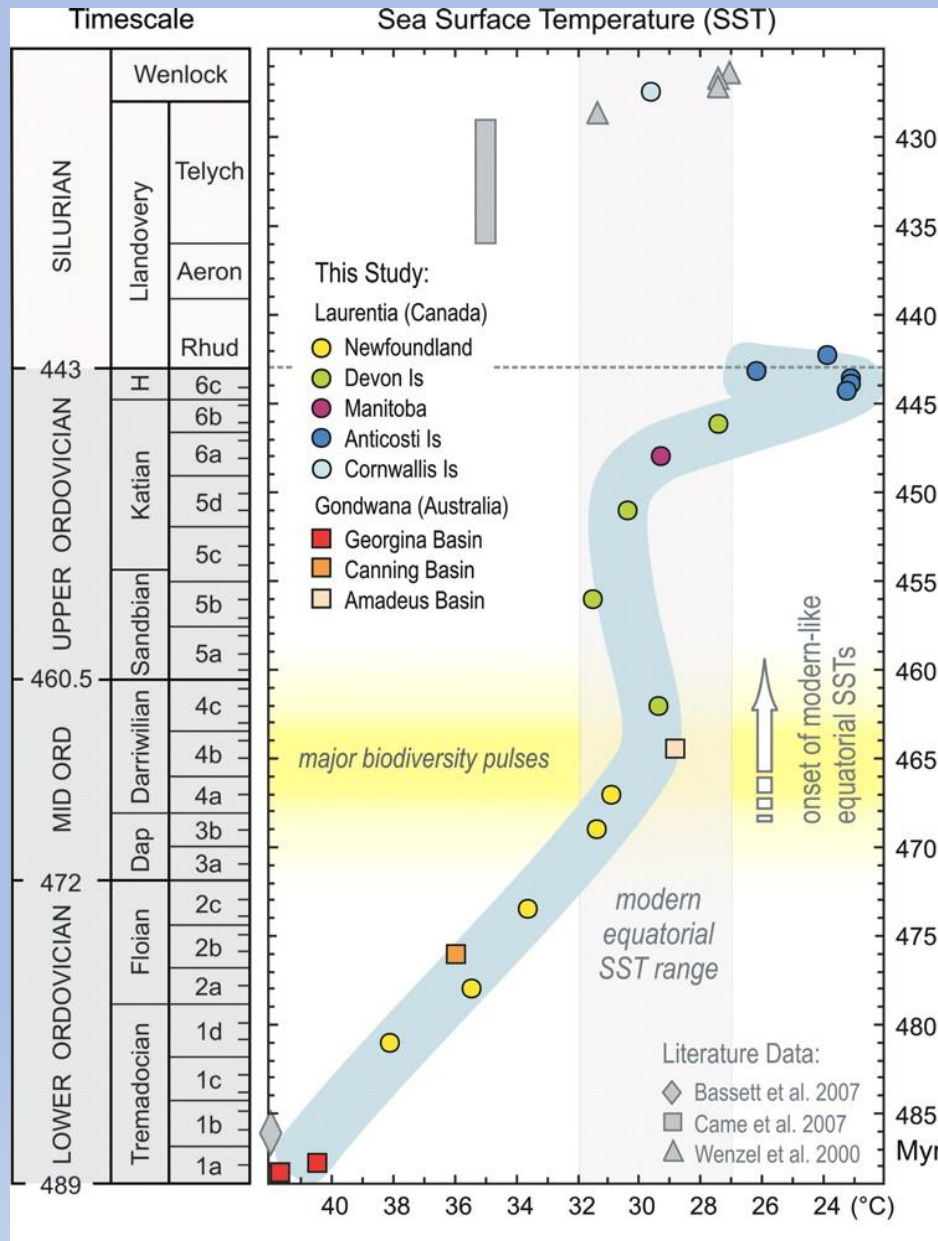 Timescale
Sea Surface Temperature (SST)
SILURIAN
UPPER ORDOVICIAN
MID ORD
LOWER ORDOVICIAN
443
460.5
472
489
Wenlock
Llandovery
H
Katian
Sandbian
Darriwilian
Dap
Floian
Tremadocian
Telych
Aeron
Rhud
6c
6b
6a
5d
5c
5b
5a
4c
4b
4a
3b
3a
2c
2b
2a
1d
1c
1b
1a
This Study:
Laurentia (Canada)
Newfoundland
Devon Is
Manitoba
Anticosti Is
Cornwallis Is
Gondwana (Australia)
Georgina Basin
Canning Basin
Amadeus Basin
major biodiversity pulses
modern
equatorial
SST range
onset of modern-like
equatorial SSTs
Literature Data:
Bassett et al. 2007
Came et al. 2007
Wenzel et al. 2000
430
435
440
445
450
455
460
465
470
475
480
485
Myr
40 38 36 34 32 30 28 26 24 (°C)